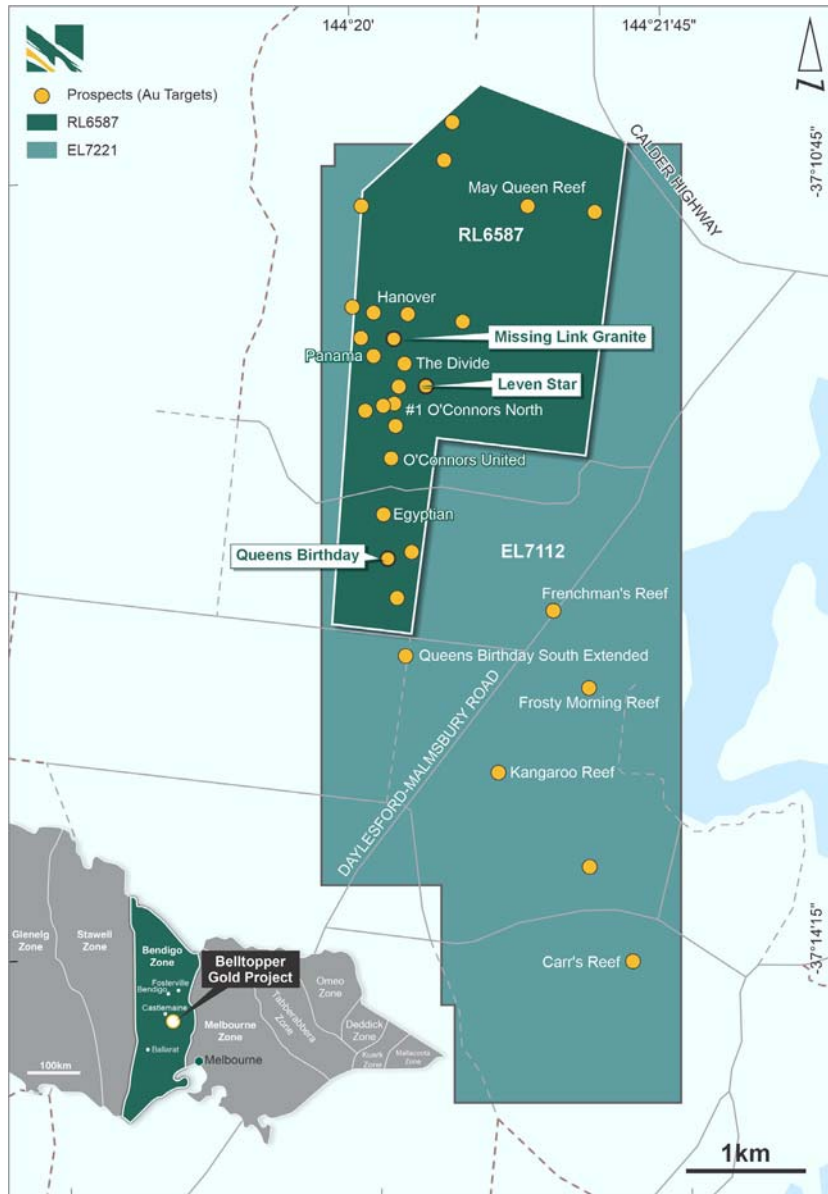 144°20'
144°21'45"
Prospects (Au Targets)
RL6587
EL7221
Z
-37°10'45"
CALDER HIGHWAY
May Queen Reef
RL6587
Hanover
Missing Link Granite
Panama
The Divide
Leven Star
#1 O'Connors North
O'Connors United
Egyptian
Queens Birthday
EL7112
Frenchman's Reef
Queens Birthday South Extended
Frosty Morning Reef
DAYLESFORD-MALMSBURY ROAD
Kangaroo Reef
-37°14'15"
Carr's Reef
Glenelg
Zone
Stawell
Zone
Bendigo
Zone
Fosterville
Bendigo
Castlemaine
Ballarat
Belltopper
Gold Project
Melbourne
Zone
Melbourne
Tabberabbera
Zone
Omeo
Zone
Deddick
Zone
Kuark
Zone
Mallacoota
Zone
100km
1km